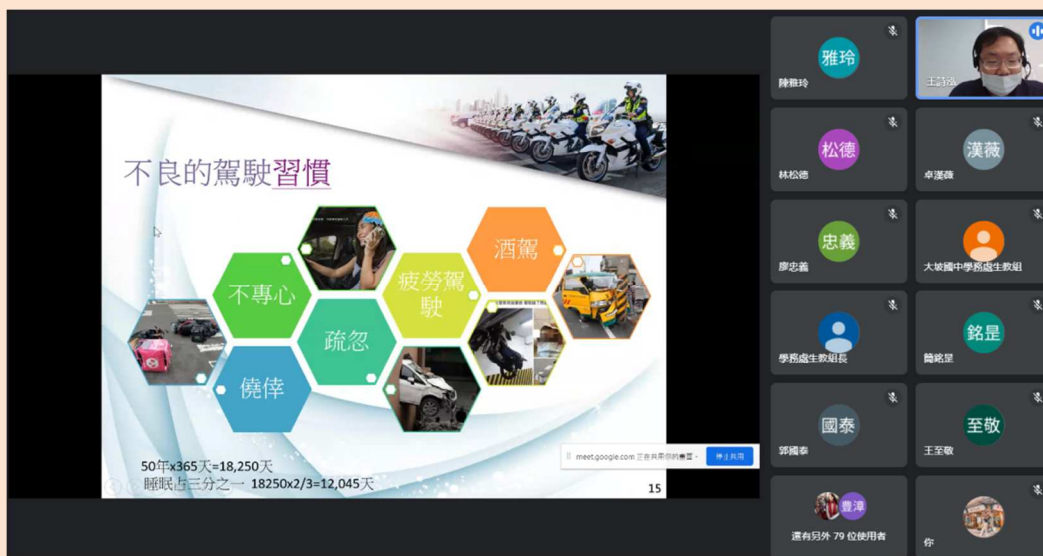 不良的駕駛習慣
不專心
疏忽
僥倖
疲勞駕
駛
酒駕
50年x365天=18,250天
睡眠占三分之一 18250x2/3=12,045天
15
meet.google.com 正在共用你的畫面。
停止共用
雅玲
陳雅玲
王詩泓
松德
林松德
漢薇
卓漢薇
忠義
廖忠義
大坡國中學務處生教組
學務處生教組長
銘昰
簡銘昰
國泰
郭國泰
至敬
王至敬
豐漳
還有另外 79 位使用者
你